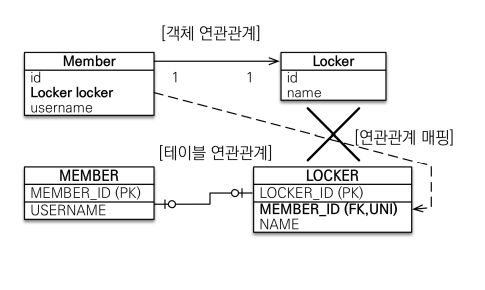 [객체 연관관계]
Member
id
Locker locker
username
1
1
Locker
id
name
[연관관계 매핑]
[테이블 연관관계]
MEMBER
MEMBER_ID (PK)
USERNAME
LOCKER
LOCKER_ID (PK)
MEMBER_ID (FK,UNI)
NAME